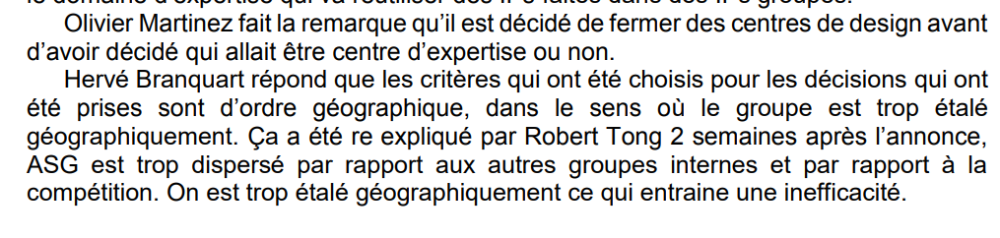 le domaine d'expertise qui va réutiliser des IPs faites dans des IPs groupes.
Olivier Martinez fait la remarque qu'il est décidé de fermer des centres de design avant
d'avoir décidé qui allait être centre d'expertise ou non.
Hervé Branquart répond que les critères qui ont été choisis pour les décisions qui ont
été prises sont d'ordre géographique, dans le sens où le groupe est trop étalé
géographiquement. Ça a été re expliqué par Robert Tong 2 semaines après l'annonce,
ASG est trop dispersé par rapport aux autres groupes internes et par rapport à la
compétition. On est trop étalé géographiquement ce qui entraine une inefficacité.